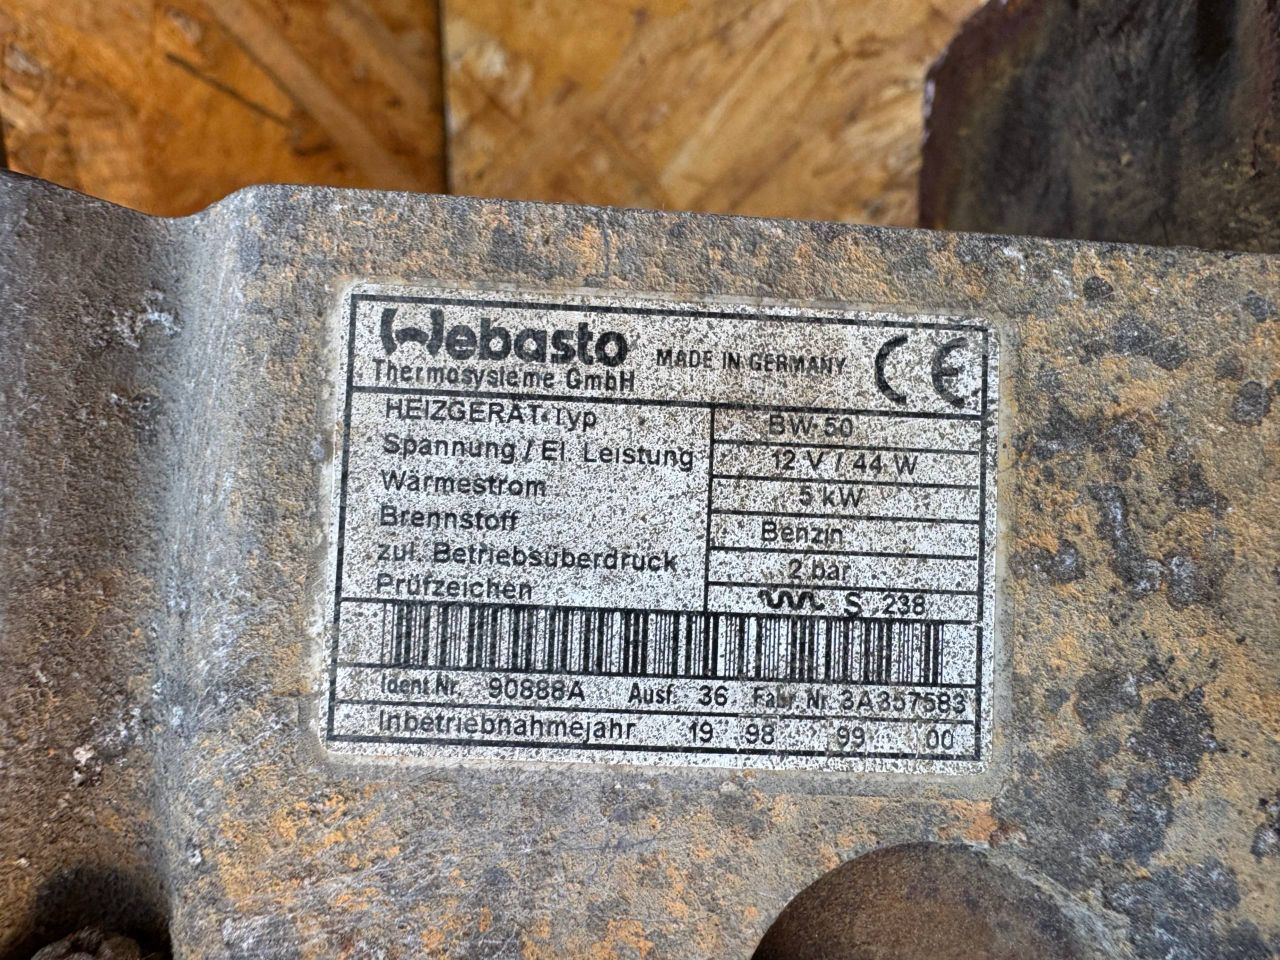 Webasto MADE IN GERMANY CE
Thermosysteme GmbH
HEIZGERÄT:Typ BW 50
Spannung / El. Leistung 12 V / 44 W
Wärmestrom 5 kW
Brennstoff Benzin
zul. Betriebsüberdruck 2 bar
Prüfzeichen S 238
Ident Nr. 90888A Ausf. 36 Fabr. Nr. 3A357583
Inbetriebnahmejahr 19 98 99 00